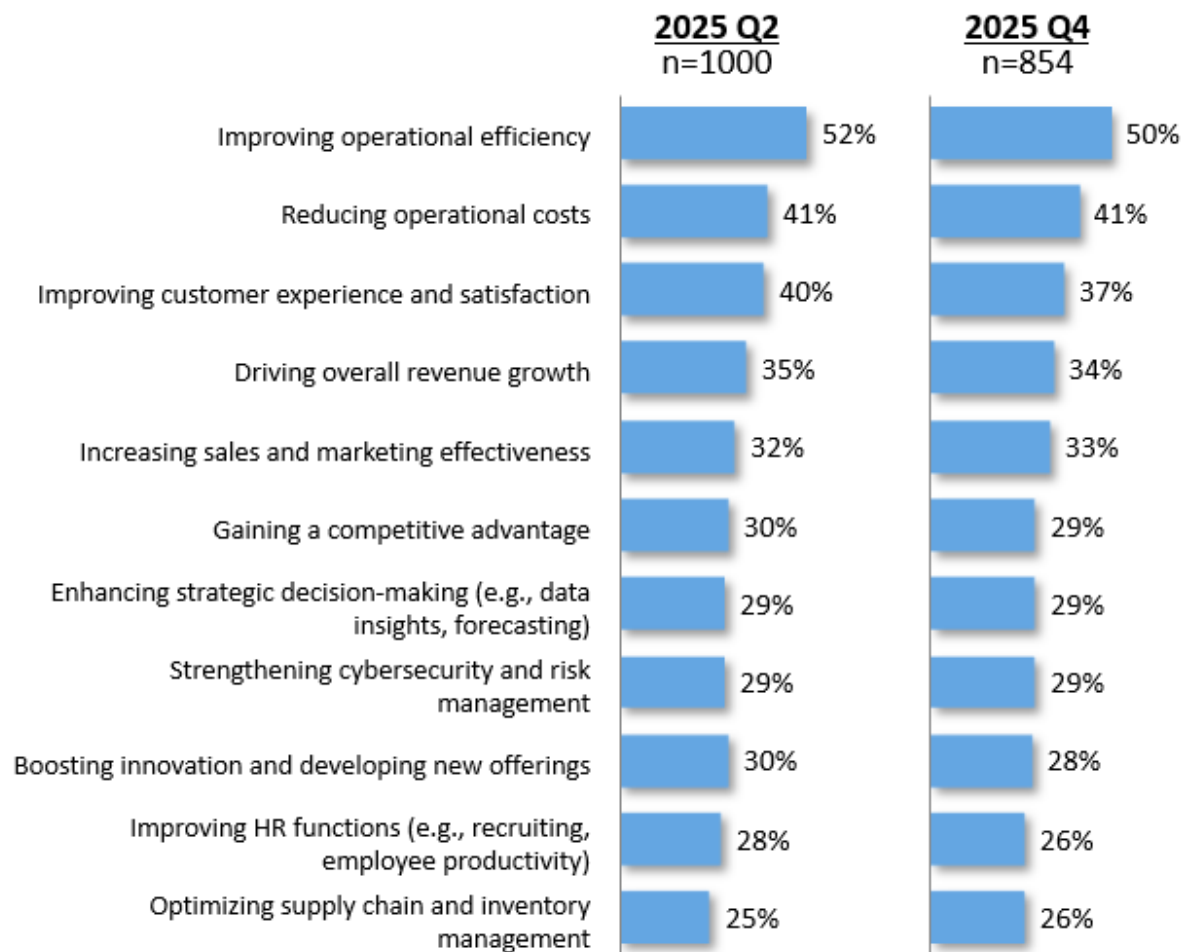 2025 Q2 2025 Q4
n=1000 n=854
Improving operational efficiency 52% 50%
Reducing operational costs 41% 41%
Improving customer experience and satisfaction 40% 37%
Driving overall revenue growth 35% 34%
Increasing sales and marketing effectiveness 32% 33%
Gaining a competitive advantage 30% 29%
Enhancing strategic decision-making (e.g., data
insights, forecasting) 29% 29%
Strengthening cybersecurity and risk
management 29% 29%
Boosting innovation and developing new offerings 30% 28%
Improving HR functions (e.g., recruiting,
employee productivity) 28% 26%
Optimizing supply chain and inventory
management 25% 26%